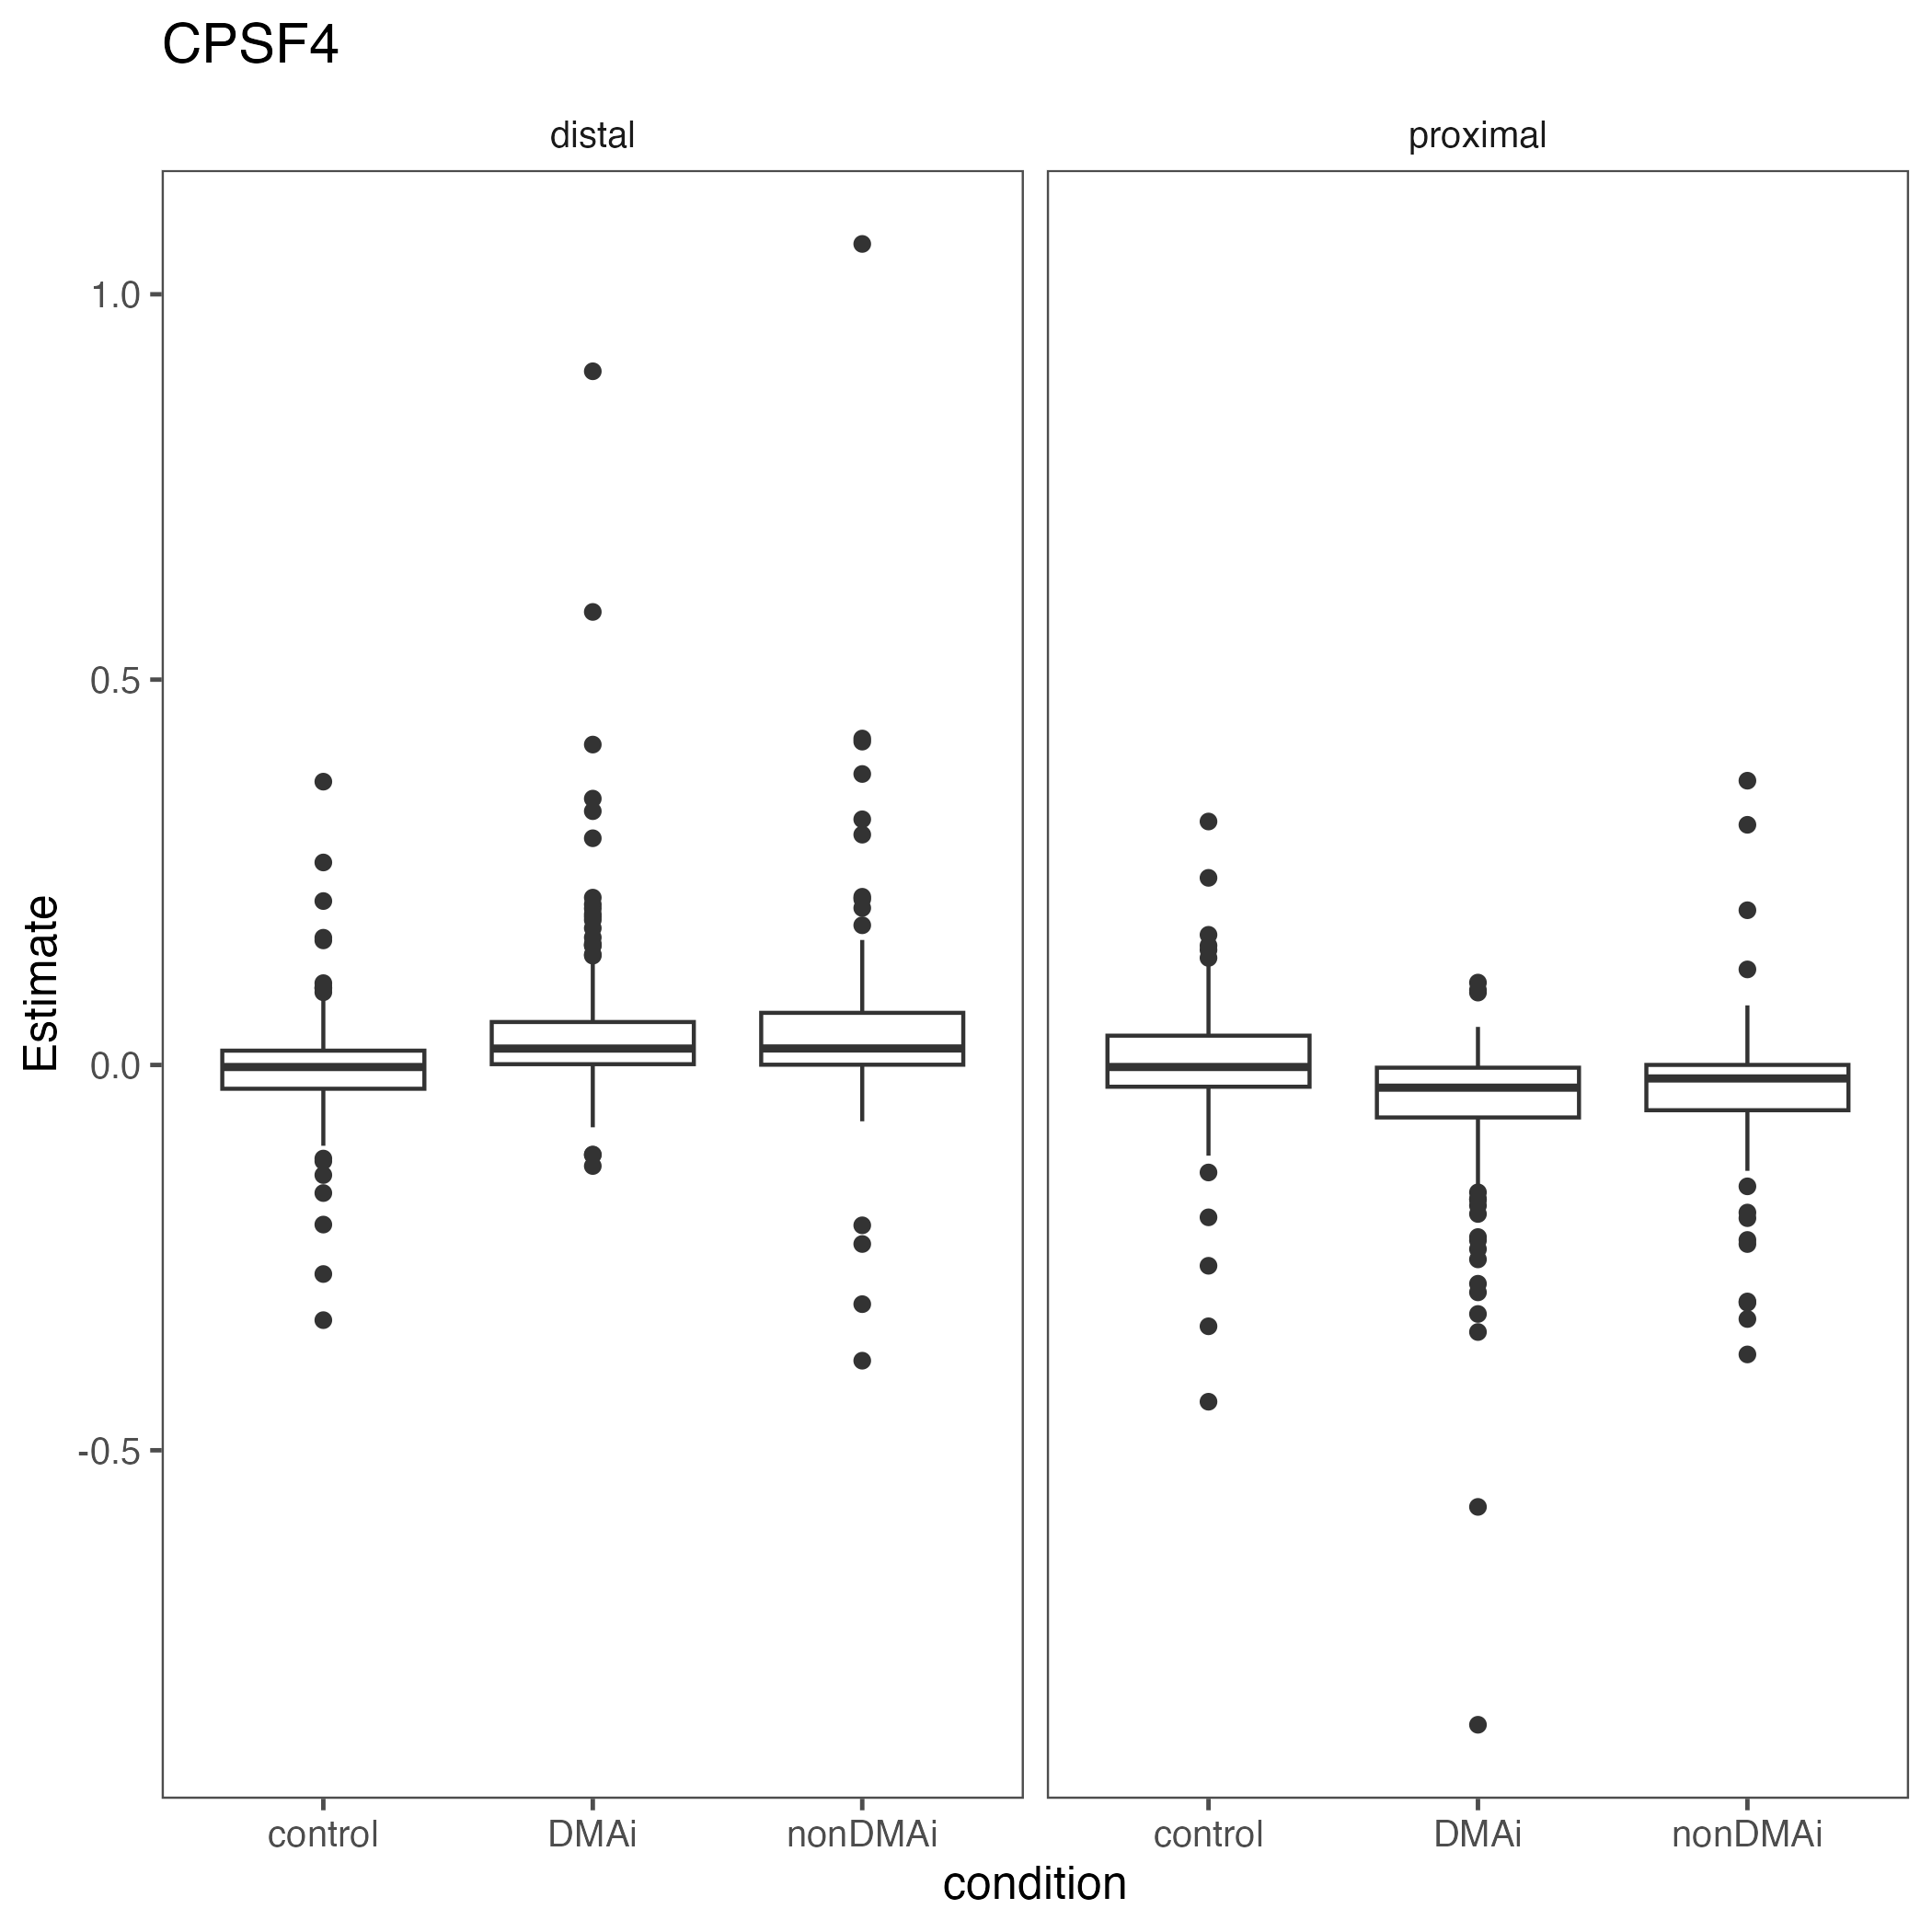 CPSF4
distal
proximal
1.0
0.5
0.0
-0.5
Estimate
control
DMAi
nonDMAi
control
DMAi
nonDMAi
condition